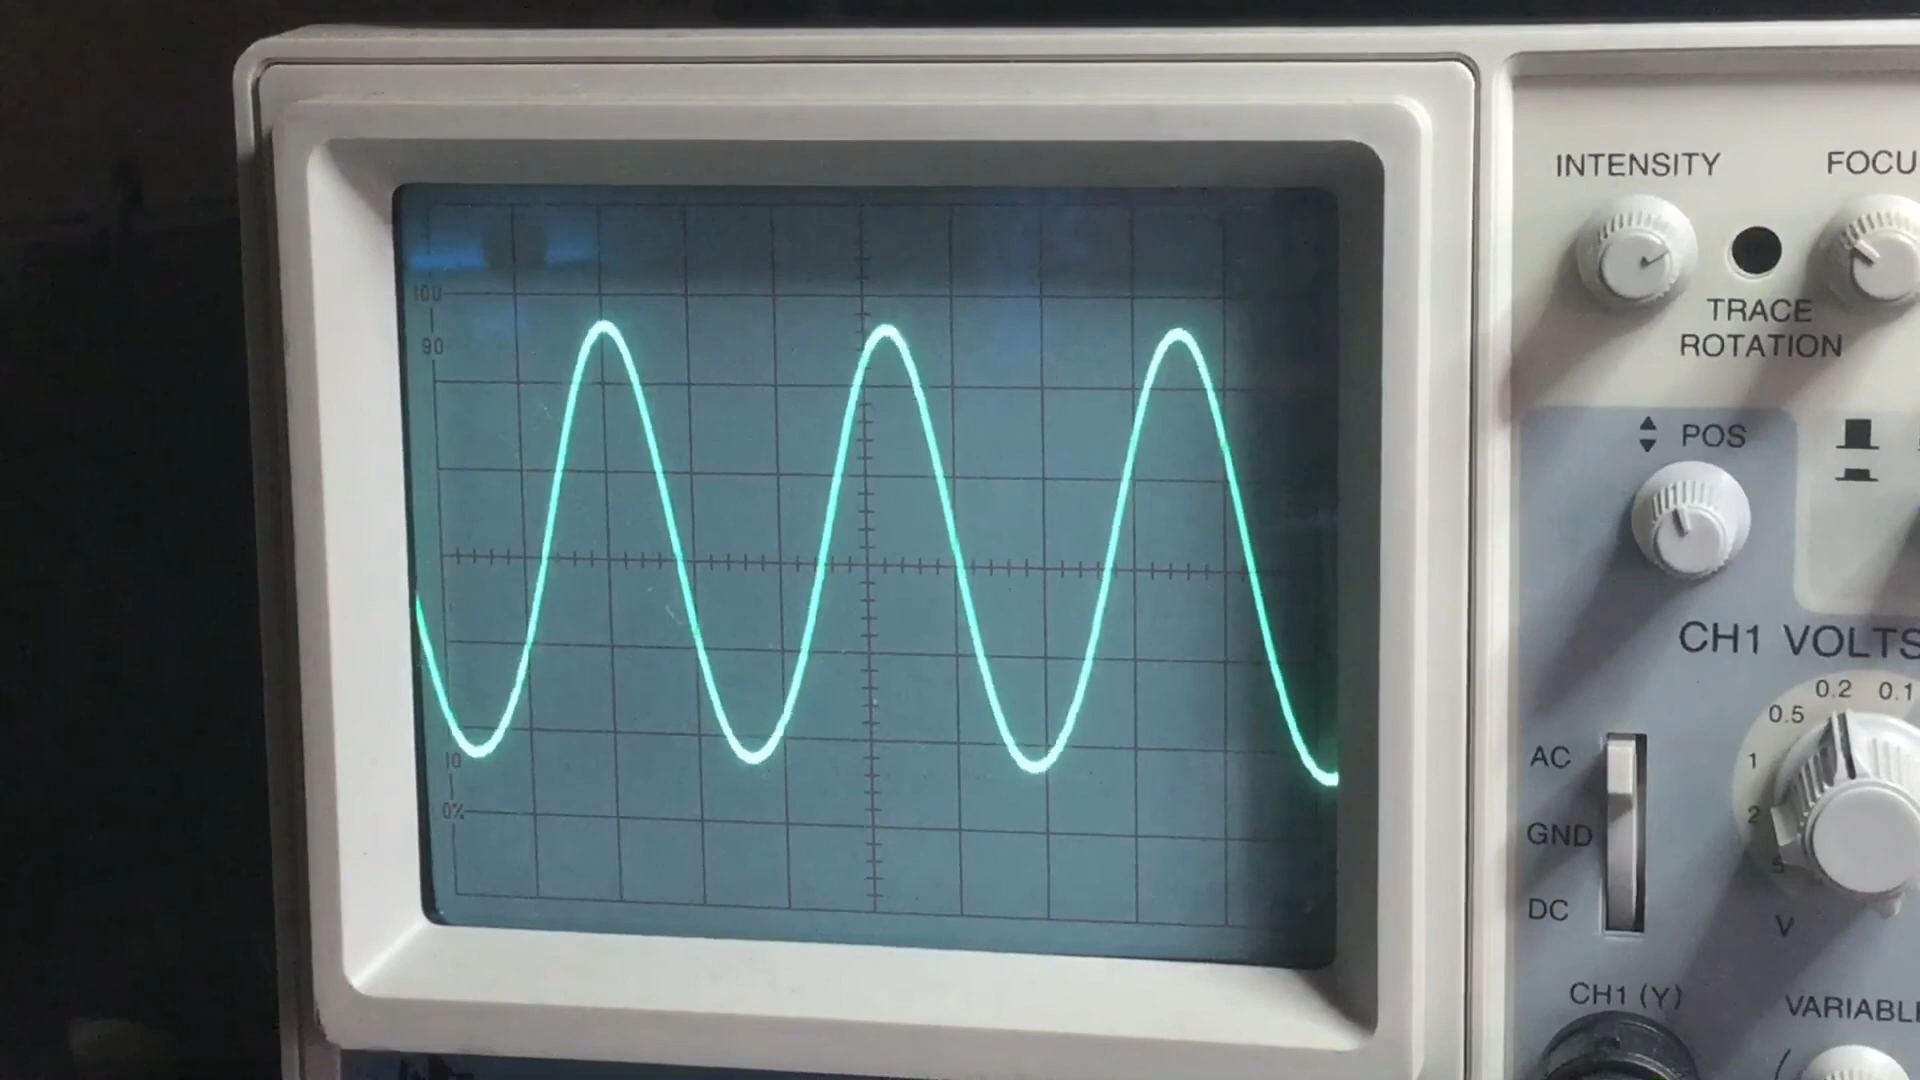 INTENSITY
FOCU
TRACE
ROTATION
100
90
POS
CH1 VOLTS
0.2 0.1
0.5
10
AC
1
0%
2
GND
5
DC
V
CH1 (Y)
VARIABL